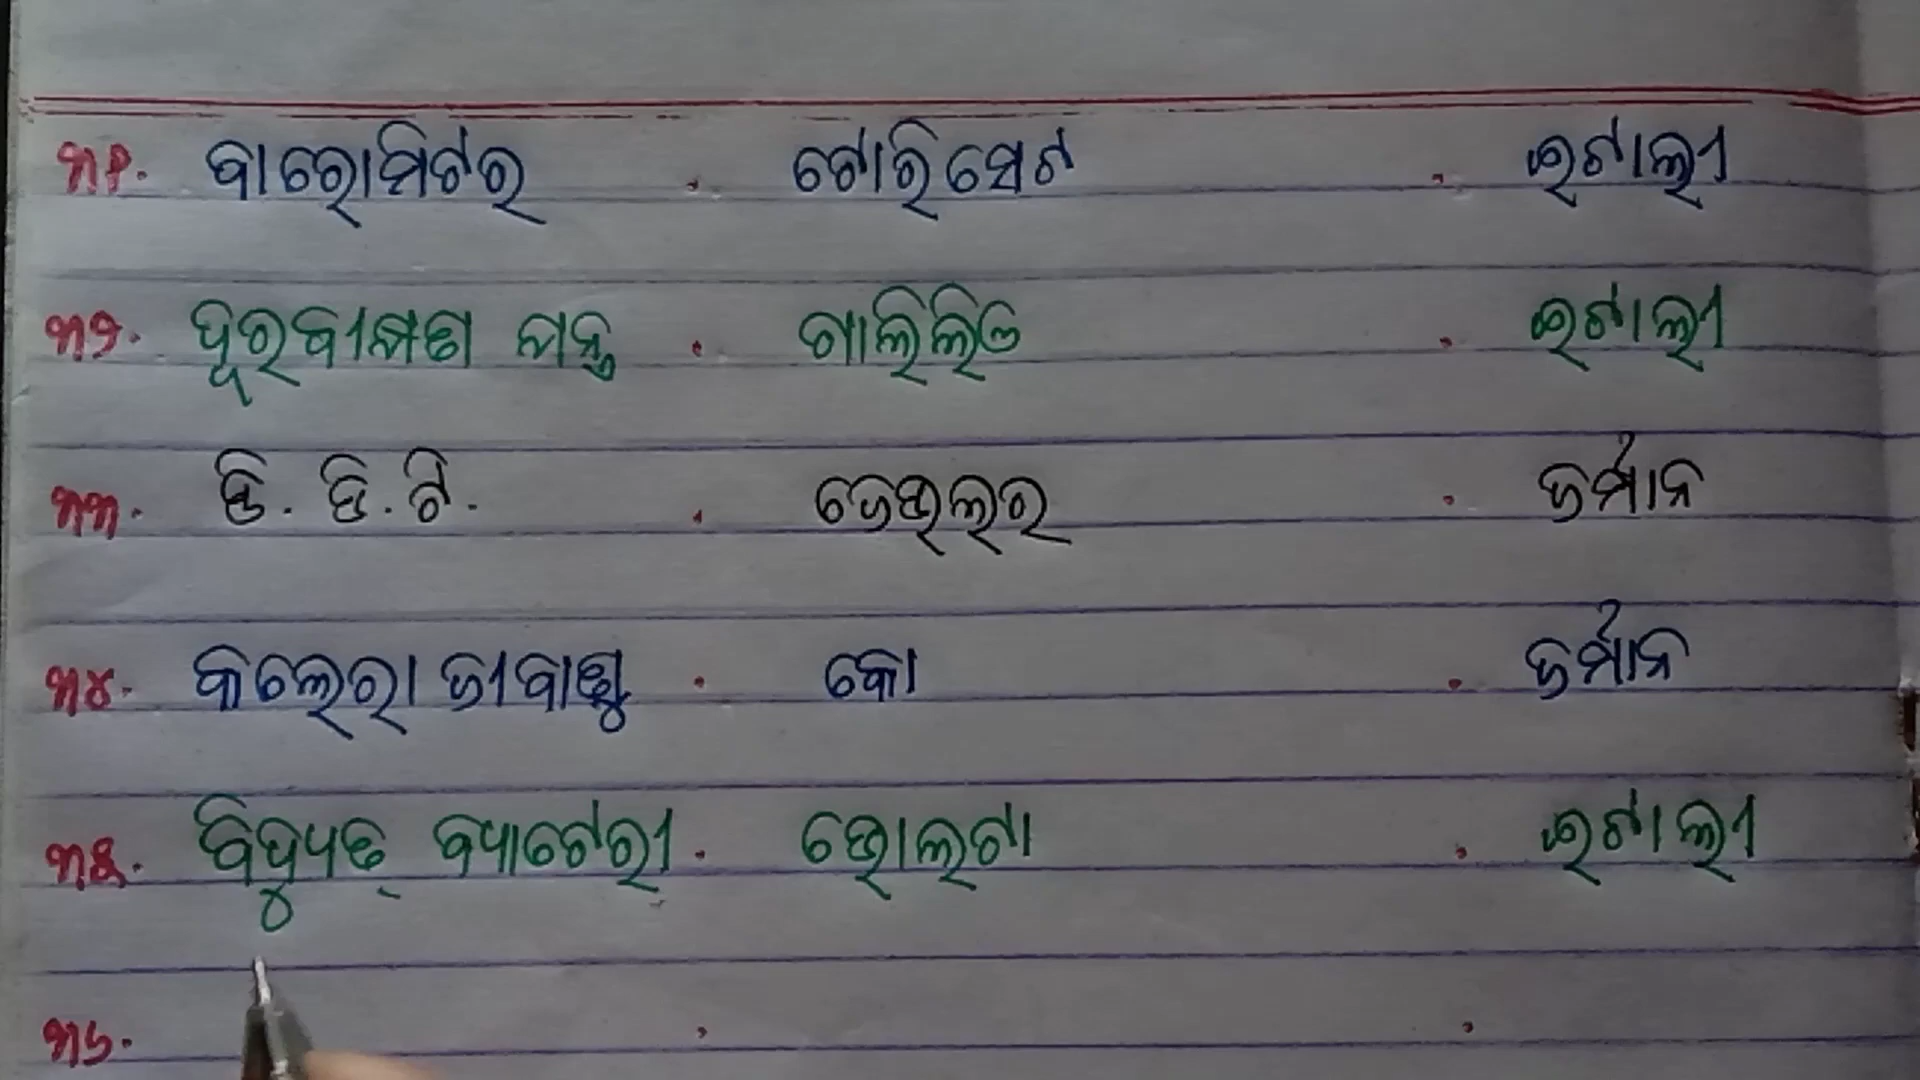 ୩୧. ବାରୋମିଟର . ଟୋରିସେଟ . ଇଟାଲୀ
୩୨. ଦୂରବୀକ୍ଷଣ ଯନ୍ତ୍ର . ଗାଲିଲିଓ . ଇଟାଲୀ
୩୩. ଡି. ଡି. ଟି. . ଜେଇଲର . ଜର୍ମାନ
୩୪. କଲେରା ଜୀବାଣୁ . କୋ . ଜର୍ମାନ
୩୫. ବିଦ୍ୟୁତ୍ ବ୍ୟାଟେରୀ . ଭୋଲଟା . ଇଟାଲୀ
୩୬. . .